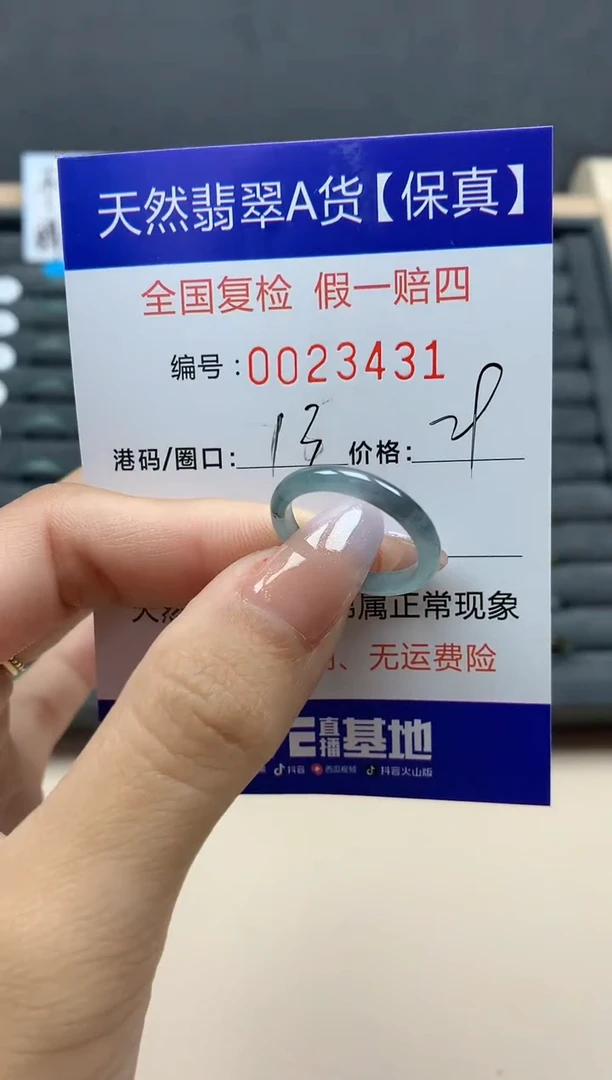 天然翡翠A货【保真】
全国复检 假一赔四
编号：0023431
港码/圈口： 13 价格：
属正常现象
、无运费险
直播基地
抖音 西瓜视频 抖音火山版